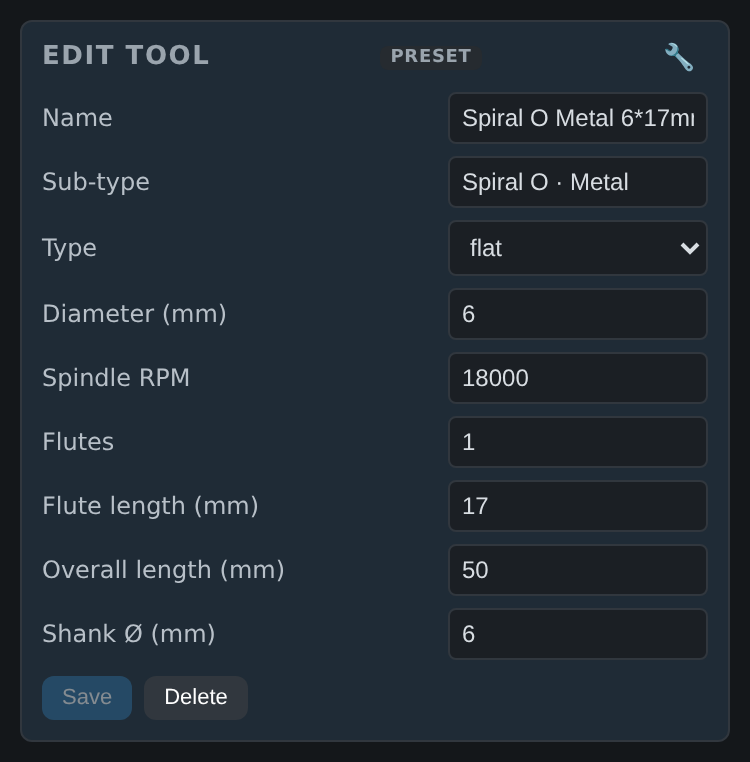 EDIT TOOL PRESET
Name Spiral O Metal 6*17m
Sub-type Spiral O · Metal
Type flat
Diameter (mm) 6
Spindle RPM 18000
Flutes 1
Flute length (mm) 17
Overall length (mm) 50
Shank Ø (mm) 6
Save Delete